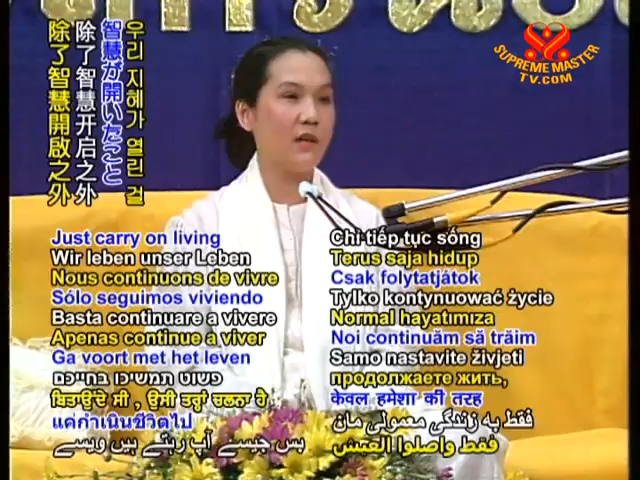 SUPREME MASTER
TV.COM
우리 지혜가 열린 걸
智慧が開いたこと
除了智慧开启之外
除了智慧開啟之外
Just carry on living
Wir leben unser Leben
Nous continuons de vivre
Sólo seguimos viviendo
Basta continuare a vivere
Apenas continue a viver
Ga voort met het leven
פשוט תמשיכו בחייכם
ਬਿਤਾਉਂਦੇ ਸੀ , ਉਸੀ ਤਰ੍ਹਾਂ ਚਲਨਾ ਹੈ
แค่ดำเนินชีวิตไป
بس جیسے آپ رہتے ہیں ویسے
Chỉ tiếp tục sống
Terus saja hidup
Csak folytatjátok
Tylko kontynuować życie
Normal hayatımıza
Noi continuăm să trăim
Samo nastavite živjeti
продолжаете жить,
केवल हमेशा की तरह
فقط به زندگی معمولی مان
فقط واصلوا العيش